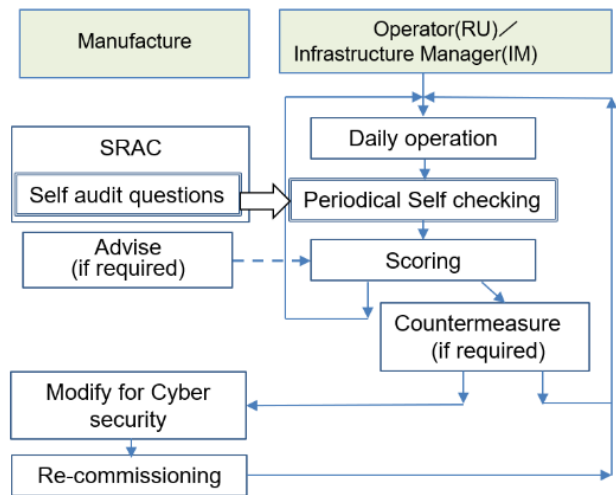 Manufacture
Operator(RU)／
Infrastructure Manager(IM)
Daily operation
SRAC
Self audit questions
Periodical Self checking
Advise
(if required)
Scoring
Countermeasure
(if required)
Modify for Cyber
security
Re-commissioning